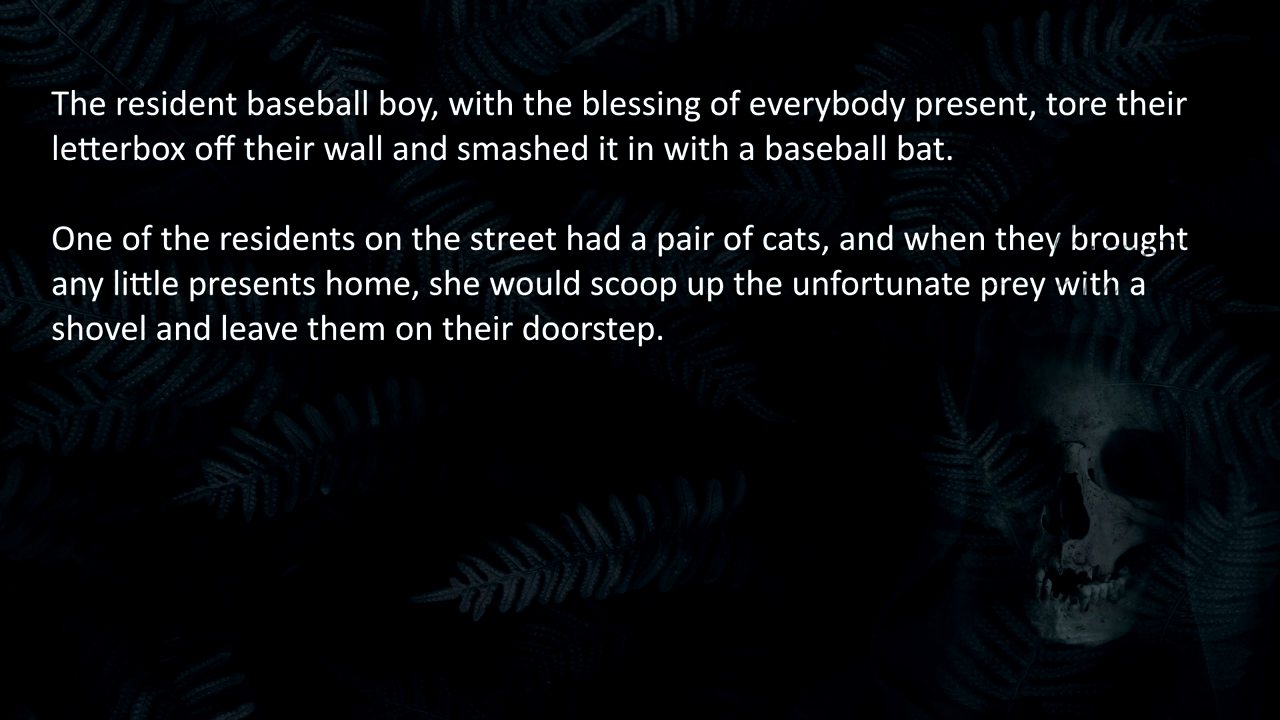 The resident baseball boy, with the blessing of everybody present, tore their
letterbox off their wall and smashed it in with a baseball bat.
One of the residents on the street had a pair of cats, and when they brought
any little presents home, she would scoop up the unfortunate prey with a
shovel and leave them on their doorstep.